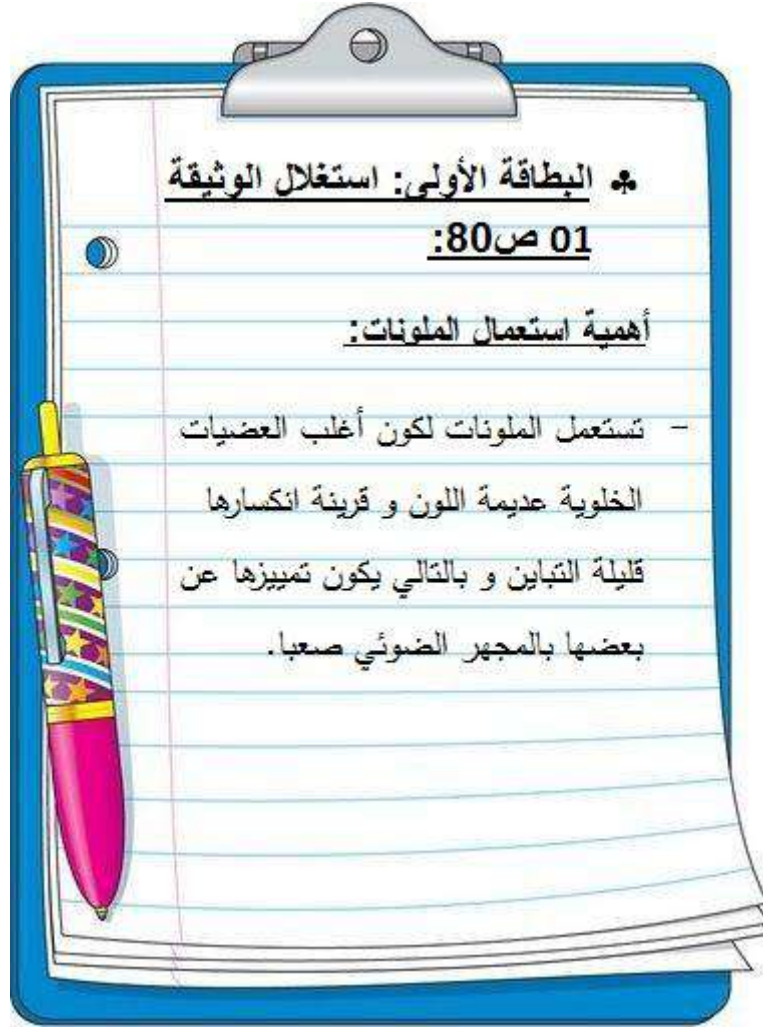 ♣ البطاقة الأولى: استغلال الوثيقة
01 ص80:
أهمية استعمال الملونات:
- تستعمل الملونات لكون أغلب العضيات
الخلوية عديمة اللون و قرينة انكسارها
قليلة التباين و بالتالي يكون تمييزها عن
بعضها بالمجهر الضوئي صعبا.